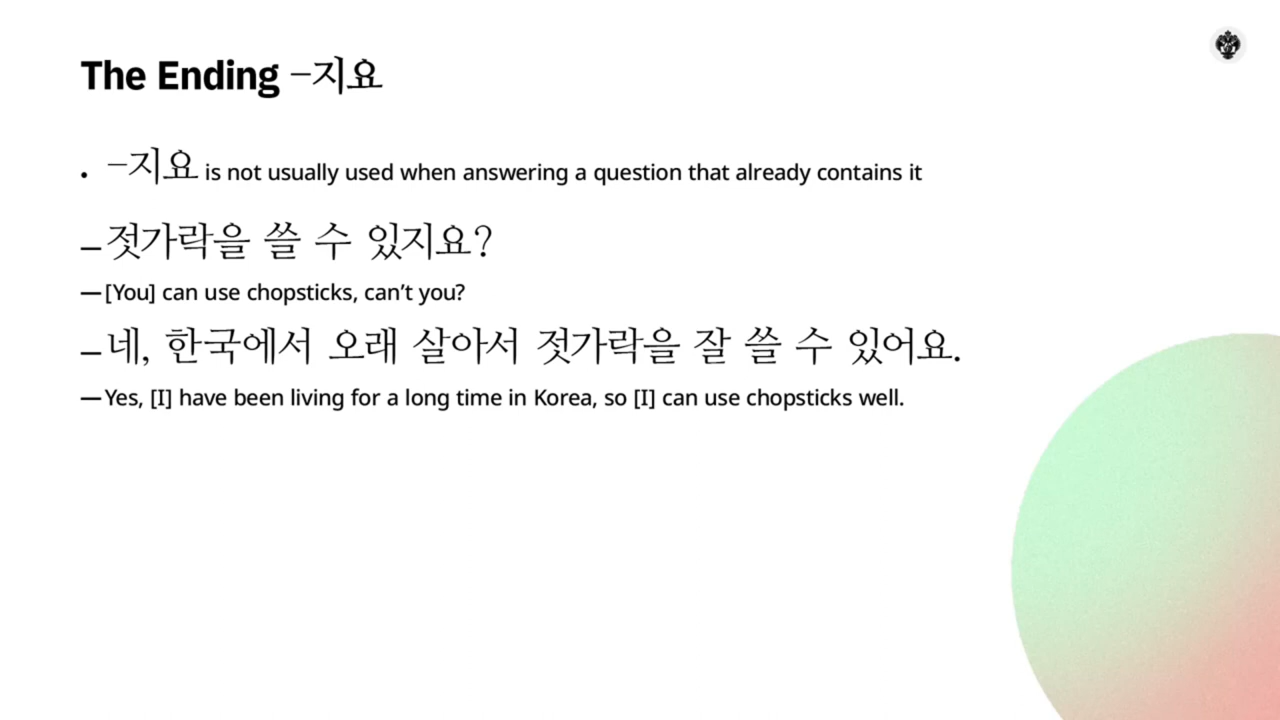 The Ending –지요
• –지요 is not usually used when answering a question that already contains it
—젓가락을 쓸 수 있지요?
—[You] can use chopsticks, can’t you?
—네, 한국에서 오래 살아서 젓가락을 잘 쓸 수 있어요.
—Yes, [I] have been living for a long time in Korea, so [I] can use chopsticks well.